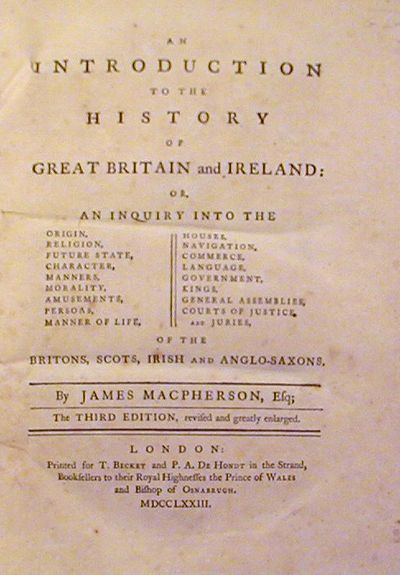 AN
INTRODUCTION
TO THE
HISTORY
OF
GREAT BRITAIN and IRELAND:
OR,
AN INQUIRY INTO THE
ORIGIN,
RELIGION,
FUTURE STATE,
CHARACTER,
MANNERS,
MORALITY,
AMUSEMENTS,
PERSONS,
MANNER OF LIFE,
HOUSES,
NAVIGATION,
COMMERCE,
LANGUAGE,
GOVERNMENT,
KINGS,
GENERAL ASSEMBLIES,
COURTS OF JUSTICE,
AND JURIES,
OF THE
BRITONS, SCOTS, IRISH AND ANGLO-SAXONS.
By JAMES MACPHERSON, Eſq;
The THIRD EDITION, reviſed and greatly enlarged.
LONDON:
Printed for T. BECKET and P. A. DE HONDT in the Strand,
Bookſellers to their Royal Highneſſes the Prince of WALES
and Biſhop of OSNABRUGH.
MDCCLXXIII.